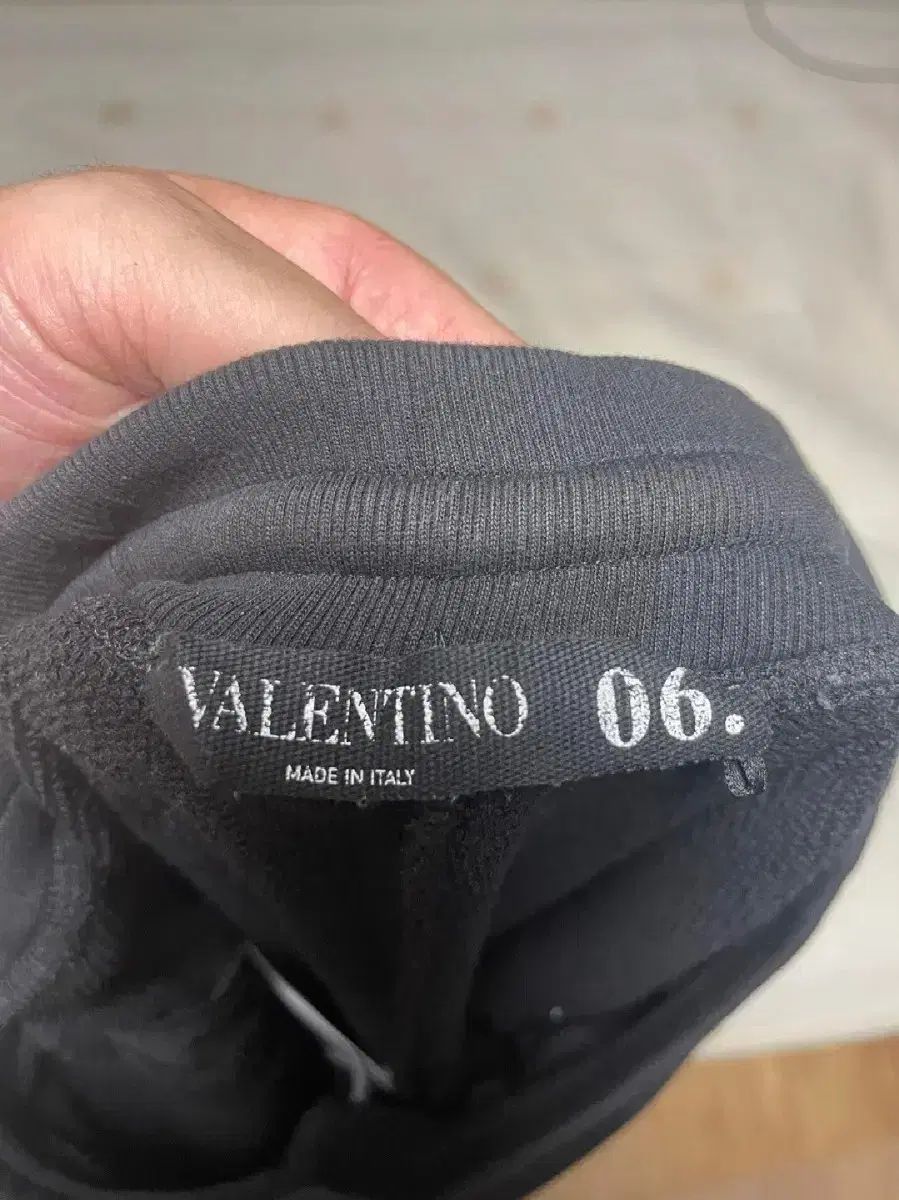 VALENTINO 06.
MADE IN ITALY